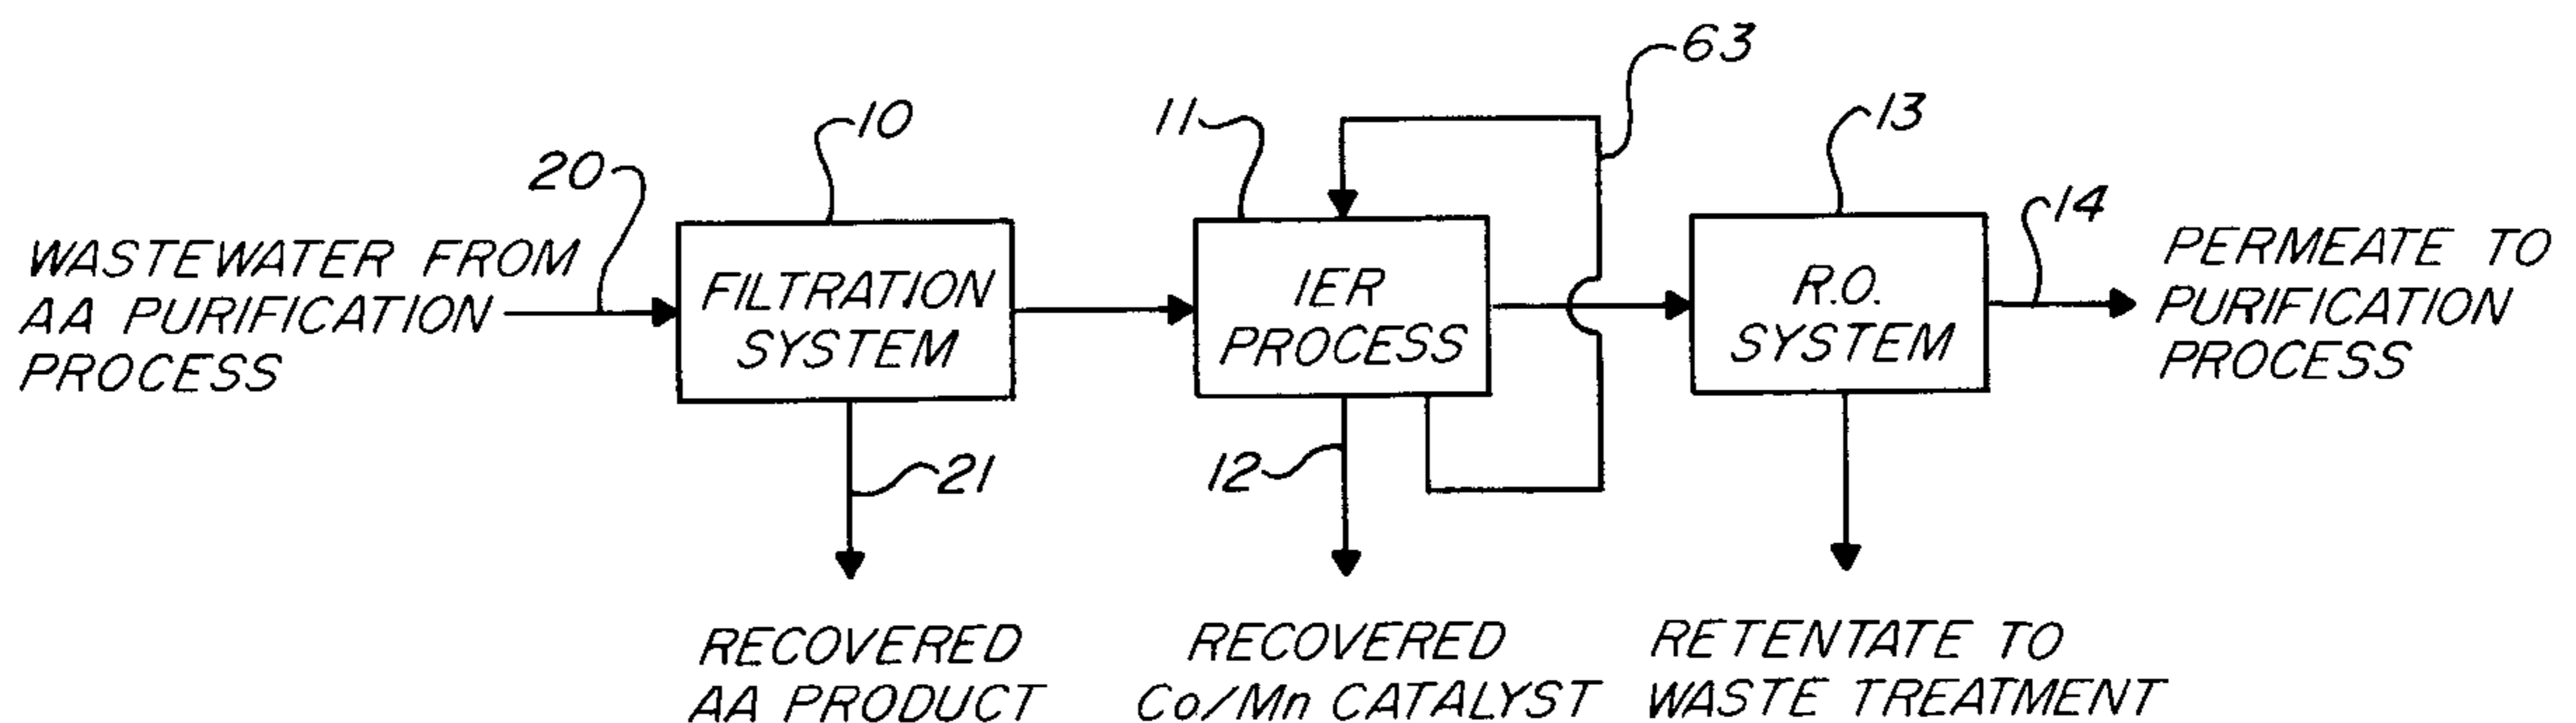 63
10
11
13
20
14
WASTEWATER FROM
AA PURIFICATION
PROCESS
FILTRATION
SYSTEM
IER
PROCESS
R.O.
SYSTEM
PERMEATE TO
PURIFICATION
PROCESS
21
12
RECOVERED
AA PRODUCT
RECOVERED
Co/Mn CATALYST
RETENTATE TO
WASTE TREATMENT